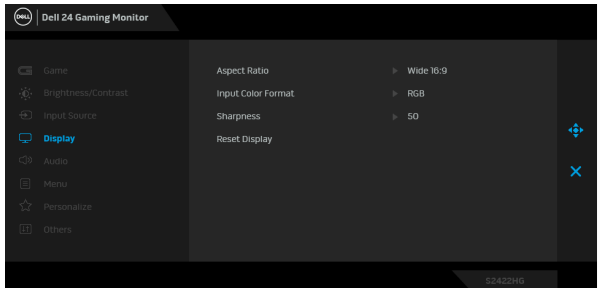 DELL Dell 24 Gaming Monitor
Game
Brightness/Contrast
Input Source
Display
Audio
Menu
Personalize
Others
Aspect Ratio Wide 16:9
Input Color Format RGB
Sharpness 50
Reset Display
S2422HG